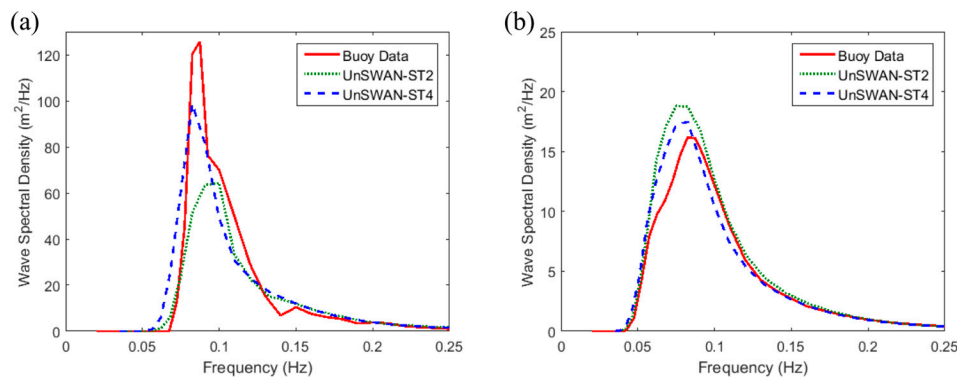 (a)
Wave Spectral Density (m²/Hz)
120
100
80
60
40
20
0
0 0.05 0.1 0.15 0.2 0.25
Frequency (Hz)
Buoy Data
UnSWAN-ST2
UnSWAN-ST4
(b)
Wave Spectral Density (m²/Hz)
25
20
15
10
5
0
0 0.05 0.1 0.15 0.2 0.25
Frequency (Hz)
Buoy Data
UnSWAN-ST2
UnSWAN-ST4